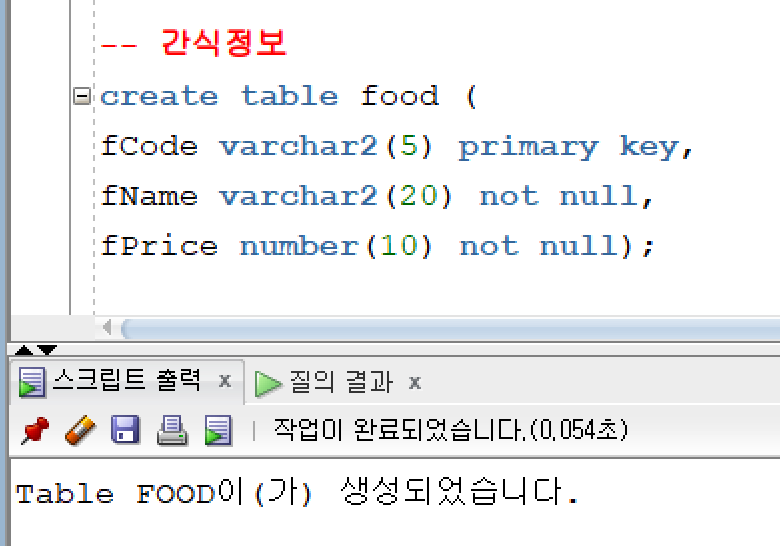 -- 간식정보
create table food (
fCode varchar2(5) primary key,
fName varchar2(20) not null,
fPrice number(10) not null);
스크립트 출력 x 질의 결과 x
작업이 완료되었습니다.(0.054초)
Table FOOD이(가) 생성되었습니다.